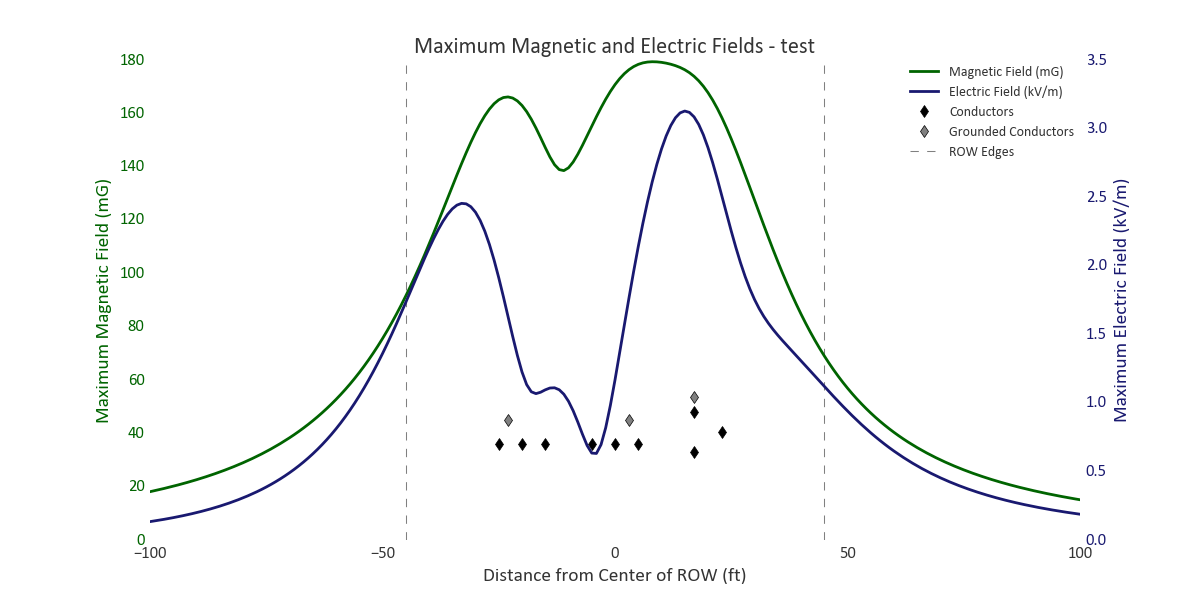 Maximum Magnetic and Electric Fields - test
180
160
140
120
100
80
60
40
20
0
Maximum Magnetic Field (mG)
3.5
3.0
2.5
2.0
1.5
1.0
0.5
0.0
Maximum Electric Field (kV/m)
Magnetic Field (mG)
Electric Field (kV/m)
Conductors
Grounded Conductors
ROW Edges
−100
−50
0
50
100
Distance from Center of ROW (ft)